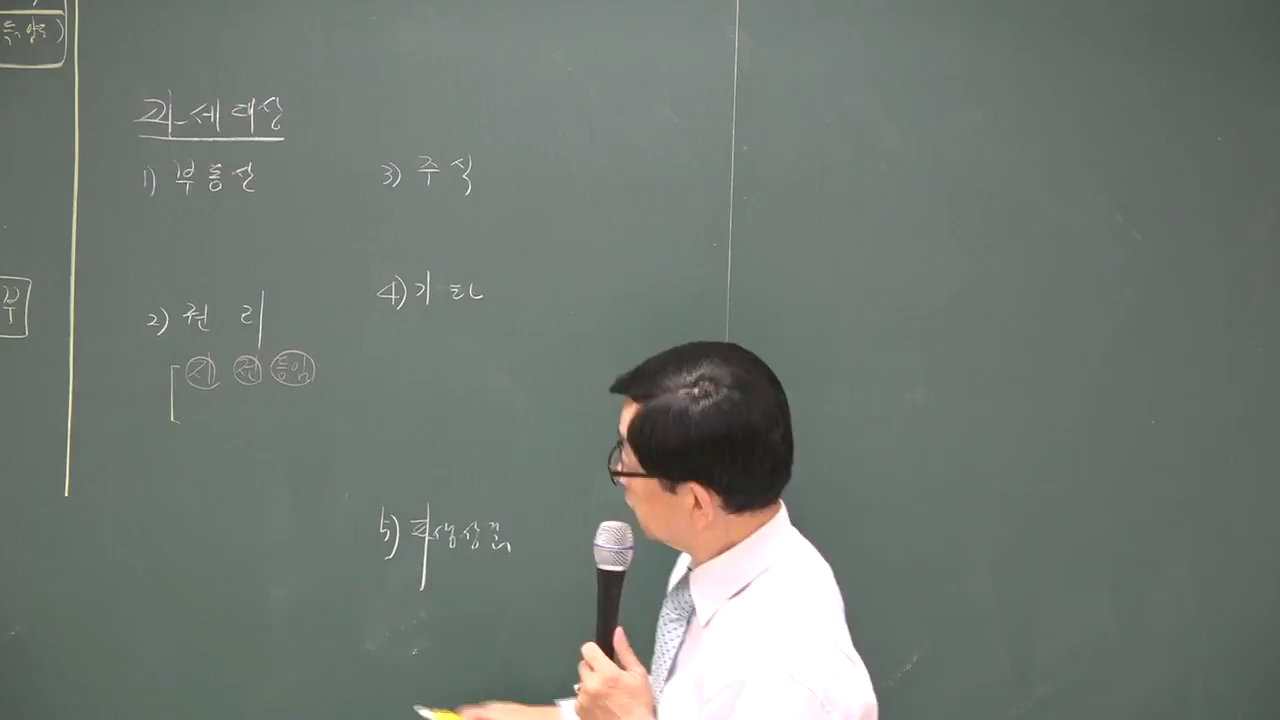 과세대상
1) 부동산
2) 권리
지 전 등임
3) 주식
4) 기타
5) 파생상품